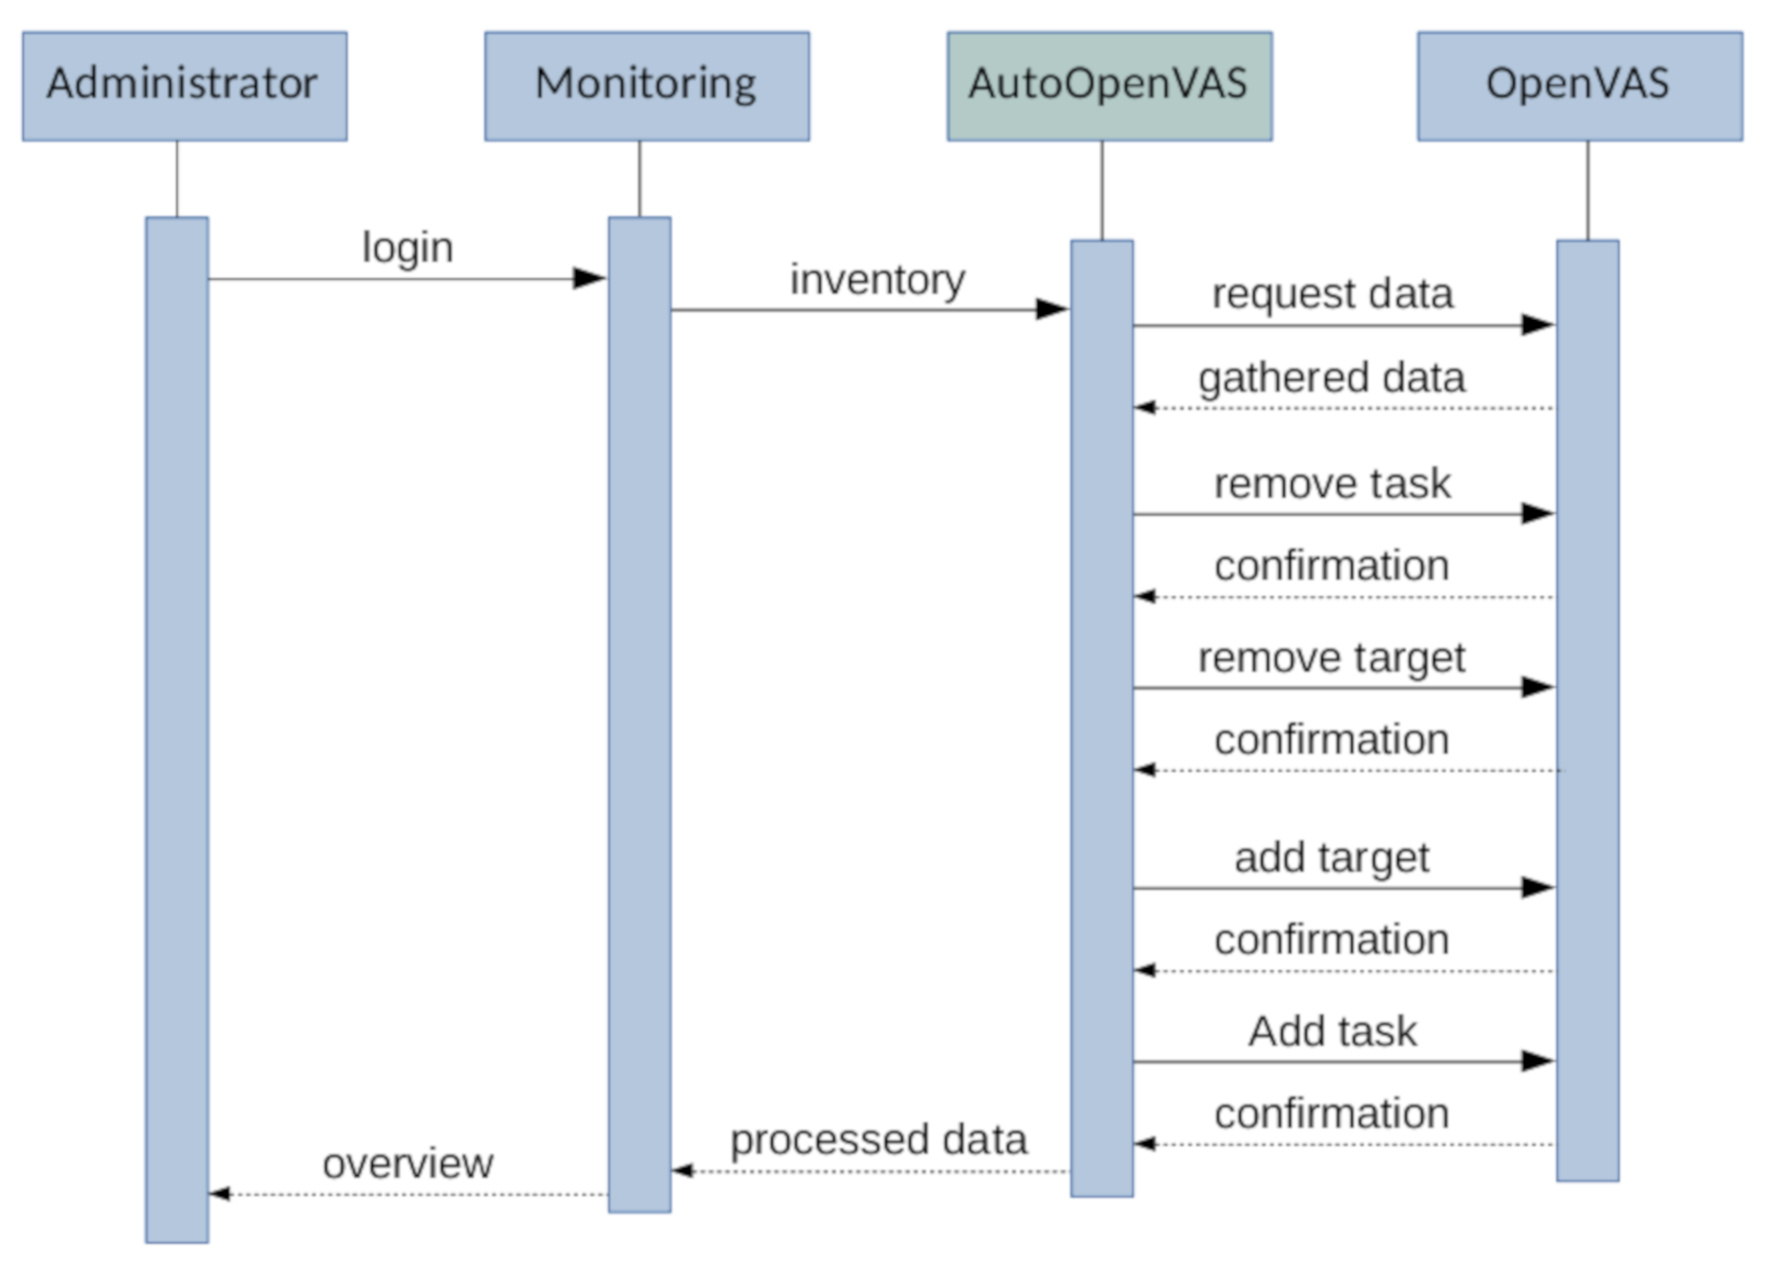 Administrator
Monitoring
AutoOpenVAS
OpenVAS
login
inventory
request data
gathered data
remove task
confirmation
remove target
confirmation
add target
confirmation
Add task
confirmation
processed data
overview